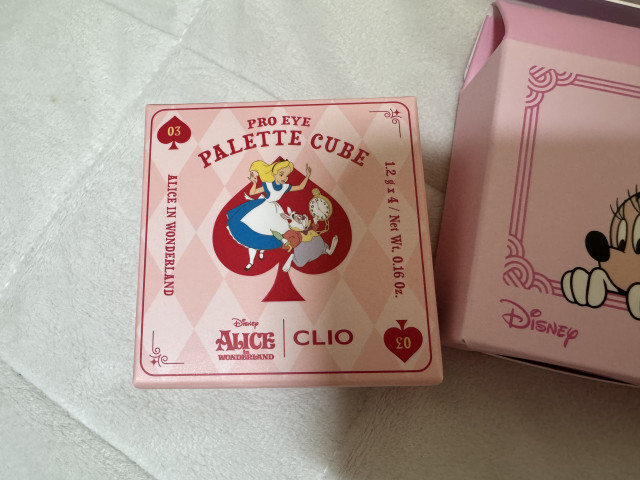 03
PRO EYE
PALETTE CUBE
ALICE IN WONDERLAND
1.2 g x 4 / Net Wt. 0.16 Oz.
Disney
ALICE
IN
WONDERLAND
CLIO
03
Disney